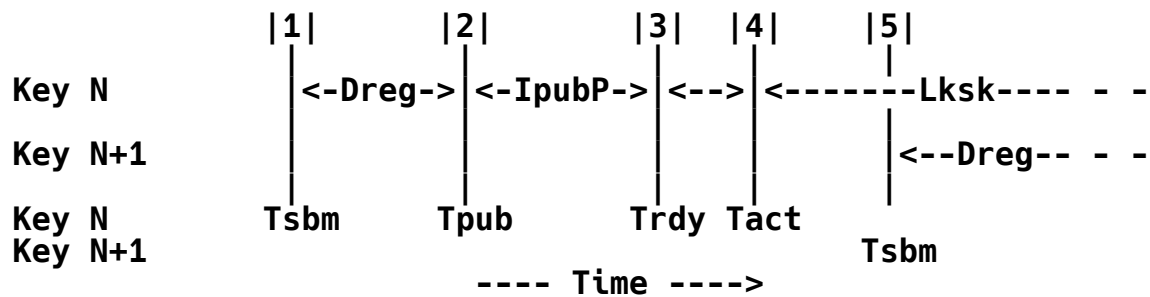 |1| |2| |3| |4| |5|
Key N |<-Dreg->|<-IpubP->|<-->|<-------Lksk---- - -
Key N+1 |<--Dreg-- - -
Key N Tsbm Tpub Trdy Tact
Key N+1 Tsbm
---- Time ---->